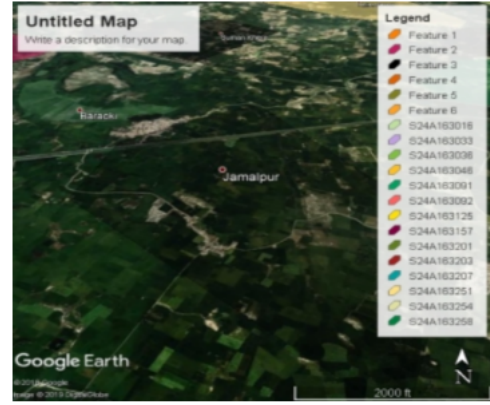 Untitled Map
Write a description for your map.
Legend
Feature 1
Feature 2
Feature 3
Feature 4
Feature 5
Feature 6
S24A163016
S24A163033
S24A163036
S24A163046
S24A163091
S24A163092
S24A163125
S24A163157
S24A163201
S24A163203
S24A163207
S24A163251
S24A163254
S24A163258
Jamalpur
Google Earth
N
2000 ft